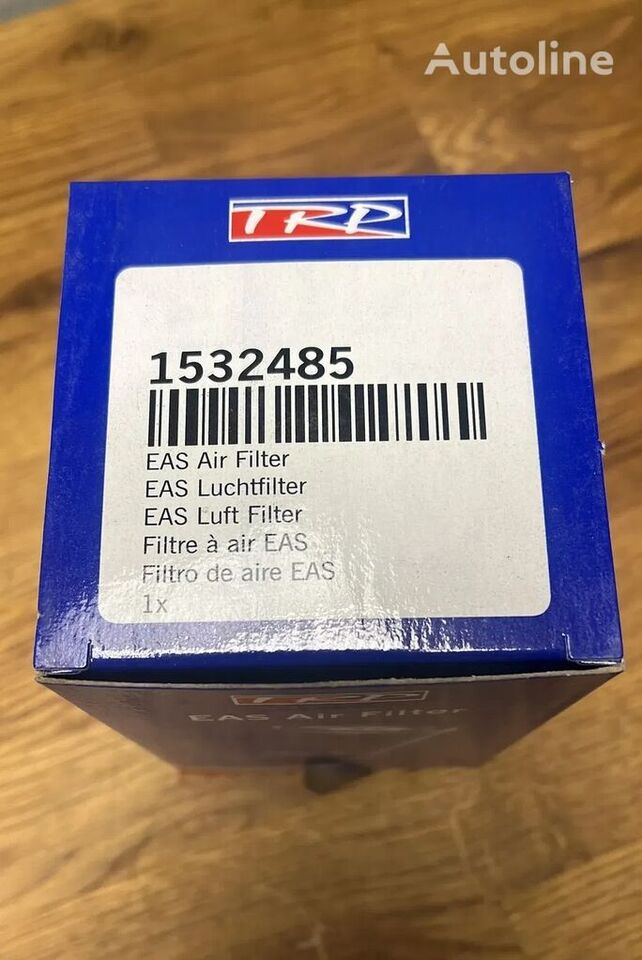 Autoline
TRP
1532485
EAS Air Filter
EAS Luchtfilter
EAS Luft Filter
Filtre à air EAS
Filtro de aire EAS
1x
TRP
EAS Air Filter